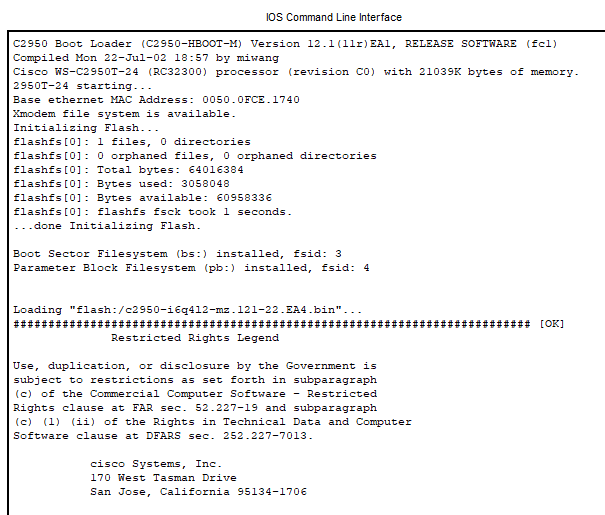 IOS Command Line Interface
C2950 Boot Loader (C2950-HBOOT-M) Version 12.1(11r)EA1, RELEASE SOFTWARE (fc1)
Compiled Mon 22-Jul-02 18:57 by miwang
Cisco WS-C2950T-24 (RC32300) processor (revision C0) with 21039K bytes of memory.
2950T-24 starting...
Base ethernet MAC Address: 0050.0FCE.1740
Xmodem file system is available.
Initializing Flash...
flashfs[0]: 1 files, 0 directories
flashfs[0]: 0 orphaned files, 0 orphaned directories
flashfs[0]: Total bytes: 64016384
flashfs[0]: Bytes used: 3058048
flashfs[0]: Bytes available: 60958336
flashfs[0]: flashfs fsck took 1 seconds.
...done Initializing Flash.
Boot Sector Filesystem (bs:) installed, fsid: 3
Parameter Block Filesystem (pb:) installed, fsid: 4
Loading "flash:/c2950-i6q4l2-mz.121-22.EA4.bin"...
########################################################################## [OK]
Restricted Rights Legend
Use, duplication, or disclosure by the Government is
subject to restrictions as set forth in subparagraph
(c) of the Commercial Computer Software - Restricted
Rights clause at FAR sec. 52.227-19 and subparagraph
(c) (1) (ii) of the Rights in Technical Data and Computer
Software clause at DFARS sec. 252.227-7013.
cisco Systems, Inc.
170 West Tasman Drive
San Jose, California 95134-1706